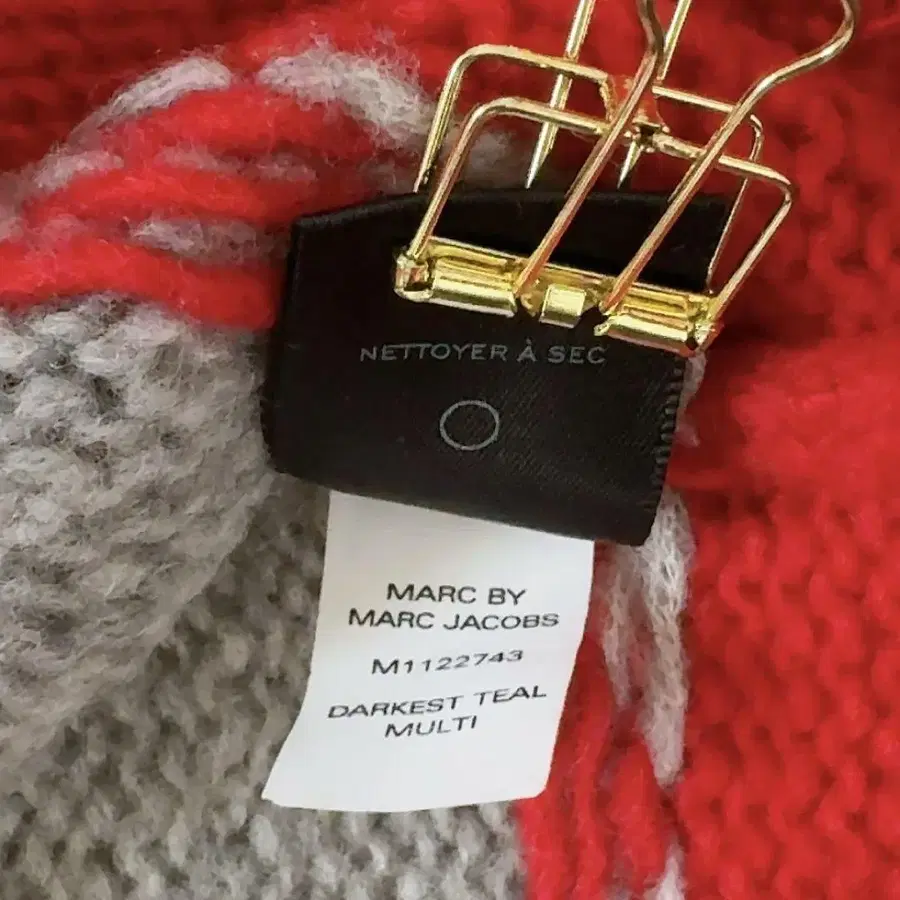 NETTOYER À SEC
MARC BY
MARC JACOBS
M1122743
DARKEST TEAL
MULTI